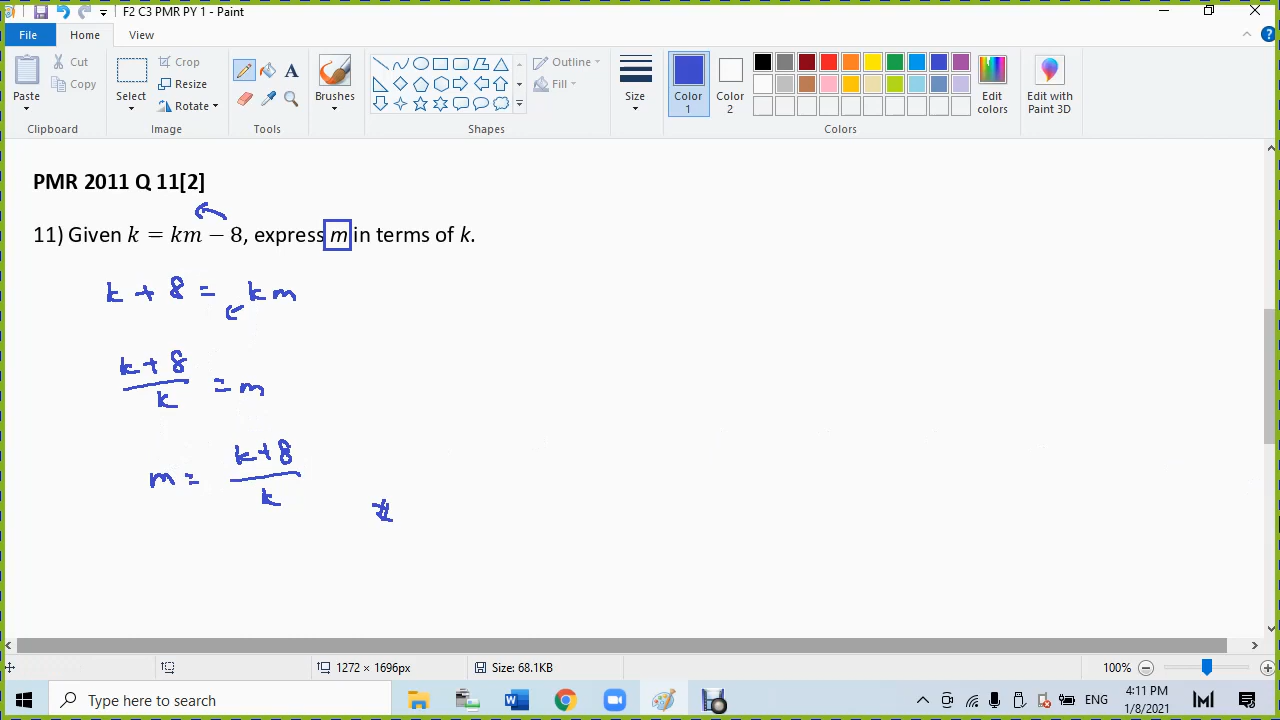 F2 C3 PMR PY 1 - Paint
File Home View
Paste Cut Copy Clipboard
Select Crop Resize Rotate Image
A Tools
Brushes
Outline Fill Shapes
Size
Color 1 Color 2 Edit colors Colors
Edit with Paint 3D
PMR 2011 Q 11[2]
11) Given k = km − 8, express m in terms of k.
k + 8 = km
k + 8
k
= m
k + 8
m =
k
1272 × 1696px Size: 68.1KB 100%
Type here to search
ENG
4:11 PM
1/8/2021